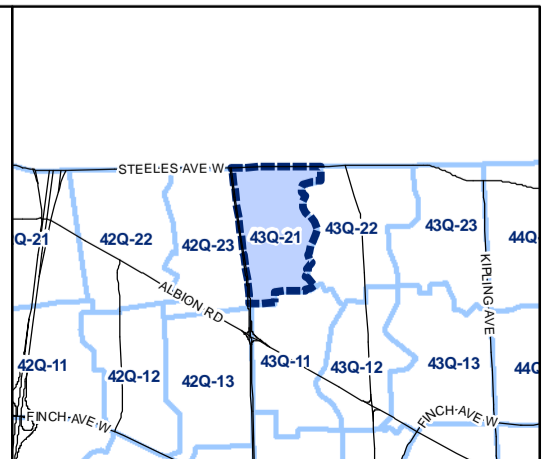 STEELES AVE W
Q-21
42Q-22
42Q-23
43Q-21
43Q-22
43Q-23
44Q
KIPLING AVE
ALBION RD
42Q-11
42Q-12
42Q-13
43Q-11
43Q-12
43Q-13
44Q
FINCH AVE W
FINCH AVE W